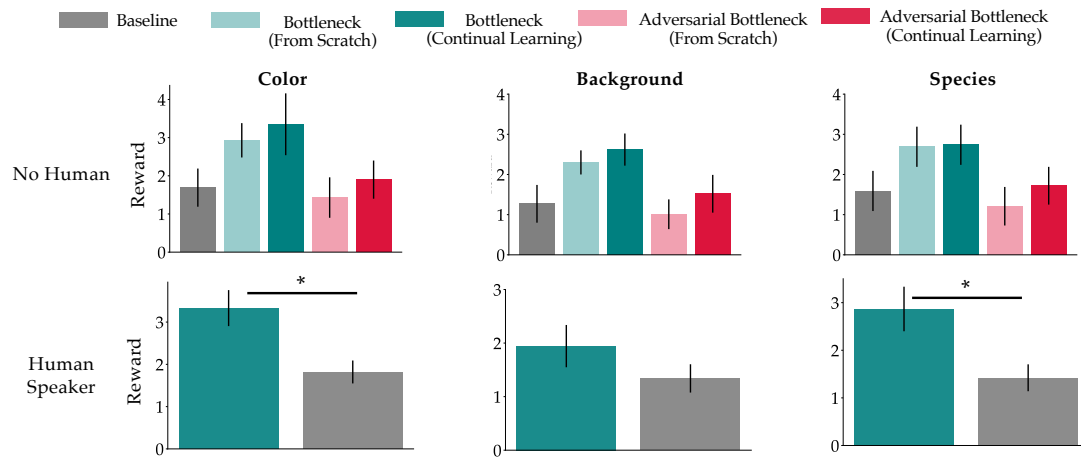 Baseline
Bottleneck
(From Scratch)
Bottleneck
(Continual Learning)
Adversarial Bottleneck
(From Scratch)
Adversarial Bottleneck
(Continual Learning)
Color
Background
Species
No Human
Reward
4
3
2
1
0
4
3
2
1
0
4
3
2
1
0
Human
Speaker
Reward
3
2
1
0
*
3
2
1
0
3
2
1
0
*